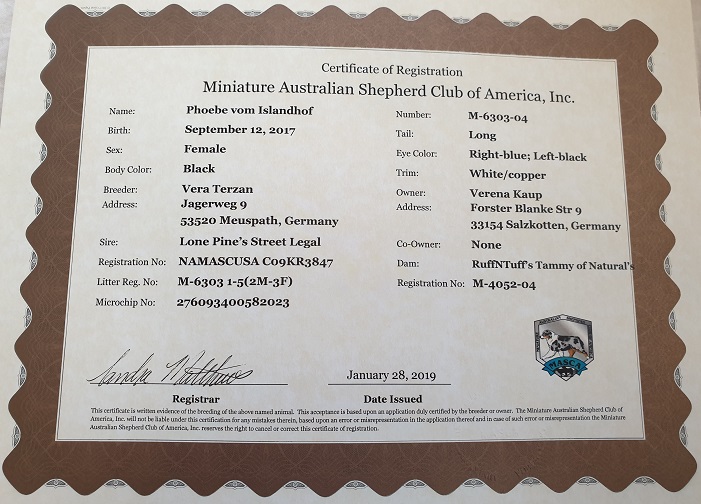 Certificate of Registration
Miniature Australian Shepherd Club of America, Inc.
Name: Phoebe vom Islandhof
Birth: September 12, 2017
Sex: Female
Body Color: Black
Breeder: Vera Terzan
Address: Jagerweg 9
53520 Meuspath, Germany
Sire: Lone Pine's Street Legal
Registration No: NAMASCUSA C09KR3847
Litter Reg. No: M-6303 1-5(2M-3F)
Microchip No: 276093400582023
Number: M-6303-04
Tail: Long
Eye Color: Right-blue; Left-black
Trim: White/copper
Owner: Verena Kaup
Address: Forster Blanke Str 9
33154 Salzkotten, Germany
Co-Owner: None
Dam: RuffNTuff's Tammy of Natural's
Registration No: M-4052-04
MASCA
Sandra Matthews
January 28, 2019
Registrar
Date Issued
This certificate is written evidence of the breeding of the above named animal. This acceptance is based upon an application duly certified by the breeder or owner. The Miniature Australian Shepherd Club of
America, Inc. will not be liable under this certification for any mistakes therein, based upon an error or misrepresentation in the application thereof and in case of such error or misrepresentation the Miniature
Australian Shepherd Club of America, Inc. reserves the right to cancel or correct this certificate of registration.